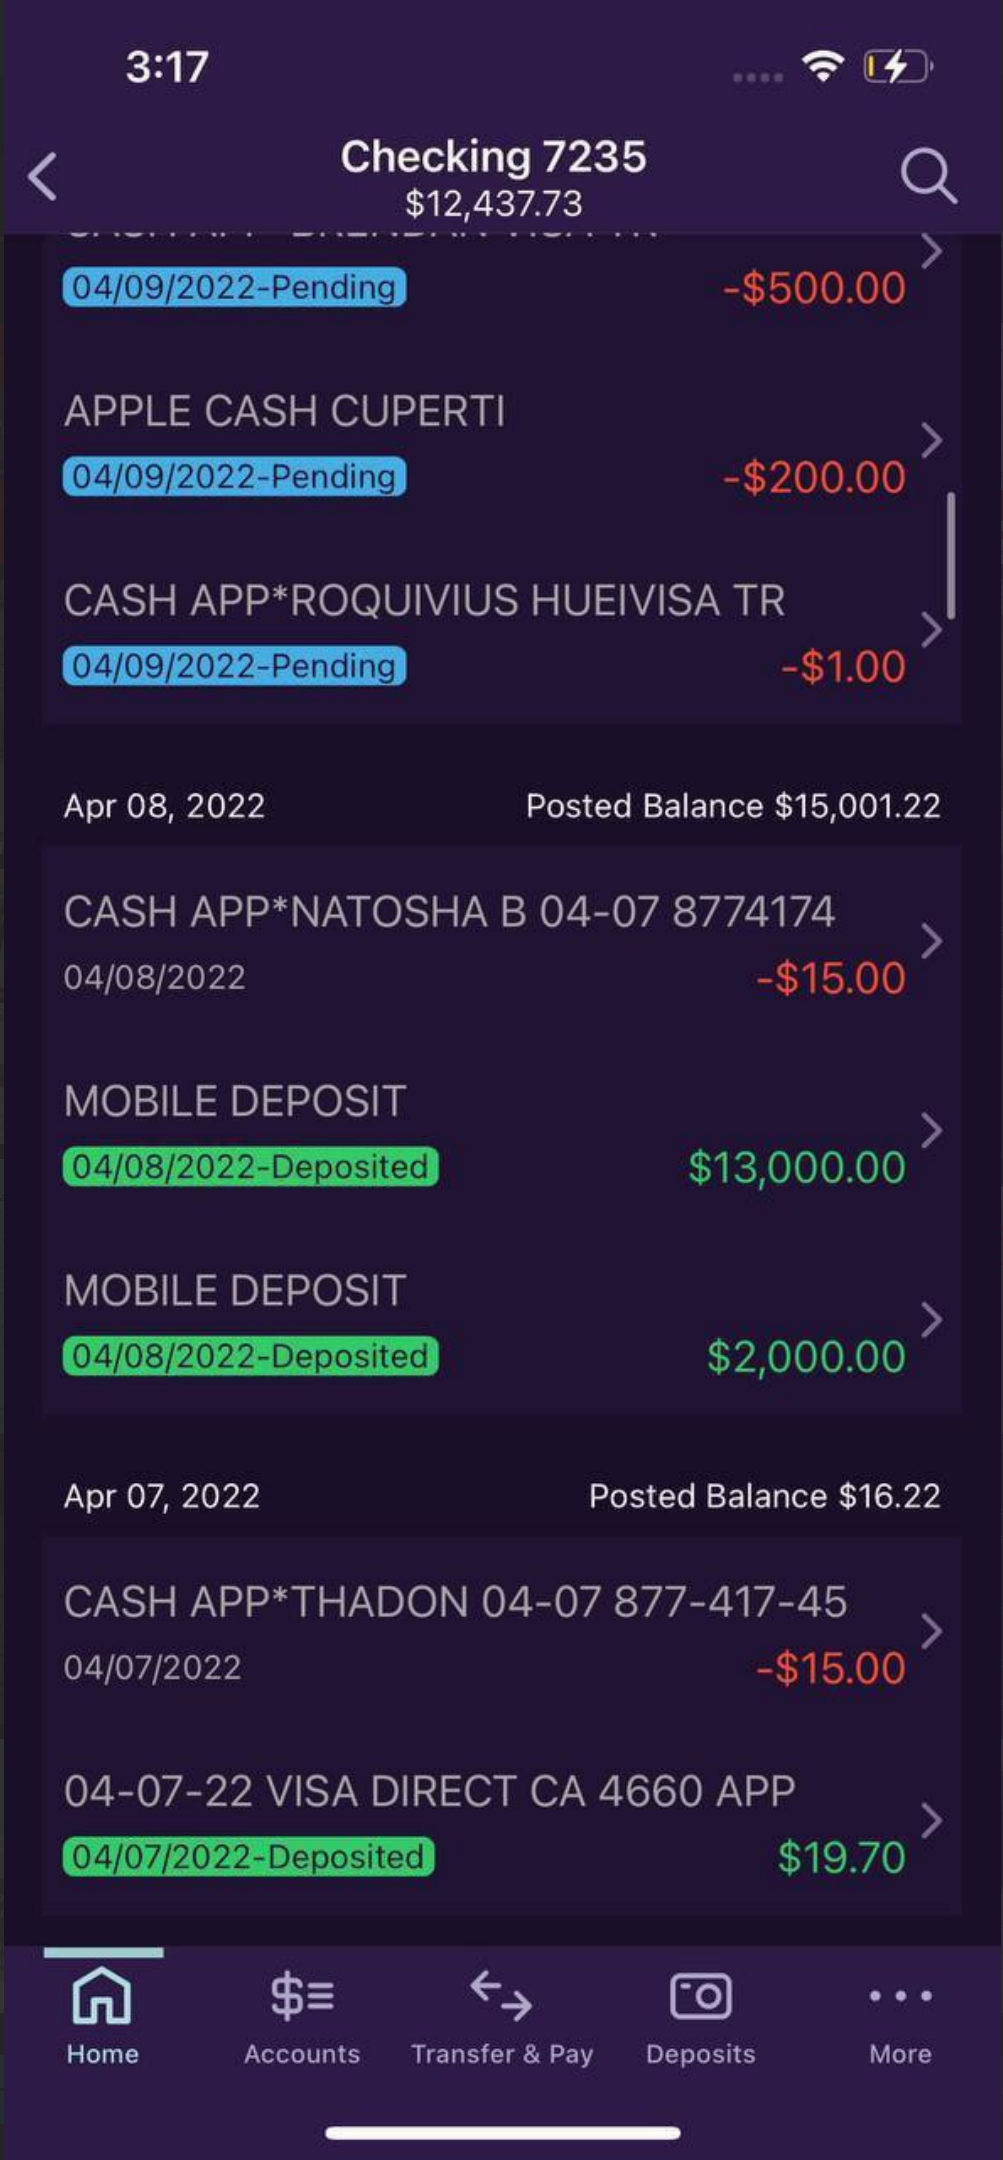 3:17
Checking 7235
$12,437.73
04/09/2022-Pending
-$500.00
APPLE CASH CUPERTI
04/09/2022-Pending
-$200.00
CASH APP*ROQUIVIUS HUEIVISA TR
04/09/2022-Pending
-$1.00
Apr 08, 2022
Posted Balance $15,001.22
CASH APP*NATOSHA B 04-07 8774174
04/08/2022
-$15.00
MOBILE DEPOSIT
04/08/2022-Deposited
$13,000.00
MOBILE DEPOSIT
04/08/2022-Deposited
$2,000.00
Apr 07, 2022
Posted Balance $16.22
CASH APP*THADON 04-07 877-417-45
04/07/2022
-$15.00
04-07-22 VISA DIRECT CA 4660 APP
04/07/2022-Deposited
$19.70
Home
Accounts
Transfer & Pay
Deposits
More